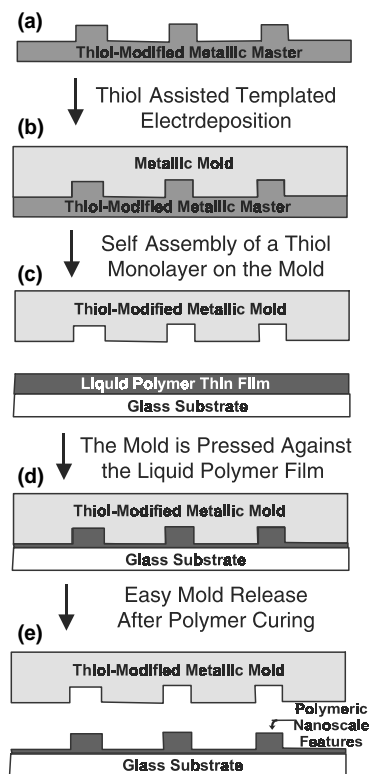 (a)
Thiol-Modified Metallic Master
Thiol Assisted Templated
Electrdeposition
(b)
Metallic Mold
Thiol-Modified Metallic Master
Self Assembly of a Thiol
Monolayer on the Mold
(c)
Thiol-Modified Metallic Mold
Liquid Polymer Thin Film
Glass Substrate
The Mold is Pressed Against
the Liquid Polymer Film
(d)
Thiol-Modified Metallic Mold
Glass Substrate
Easy Mold Release
After Polymer Curing
(e)
Thiol-Modified Metallic Mold
Polymeric
Nanoscale
Features
Glass Substrate